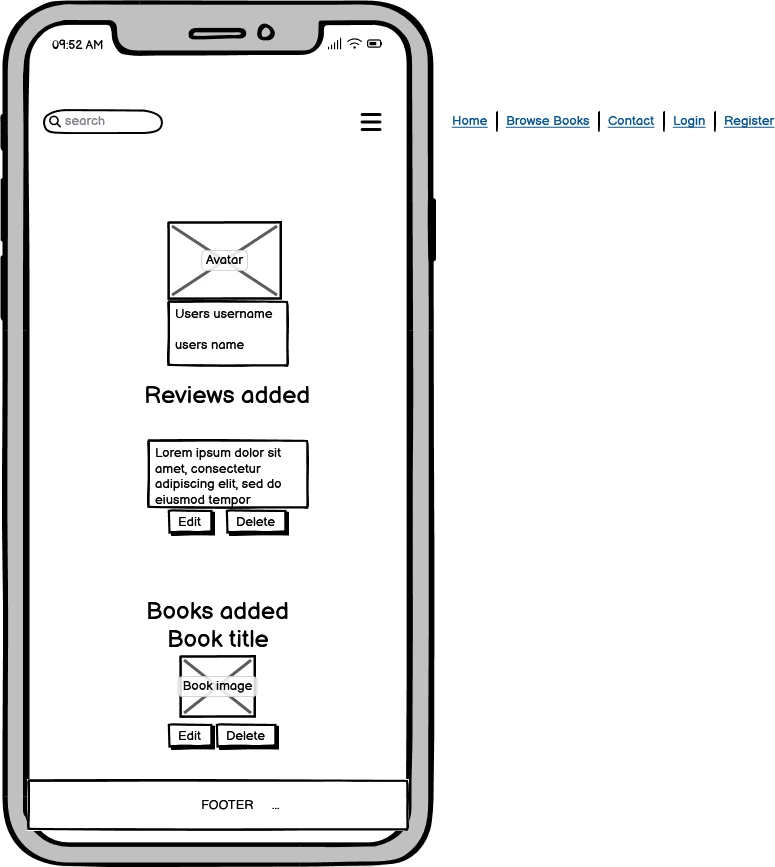 09:52 AM
search
Home | Browse Books | Contact | Login | Register
Avatar
Users username
users name
Reviews added
Lorem ipsum dolor sit
amet, consectetur
adipiscing elit, sed do
eiusmod tempor
Edit Delete
Books added
Book title
Book image
Edit Delete
FOOTER ...